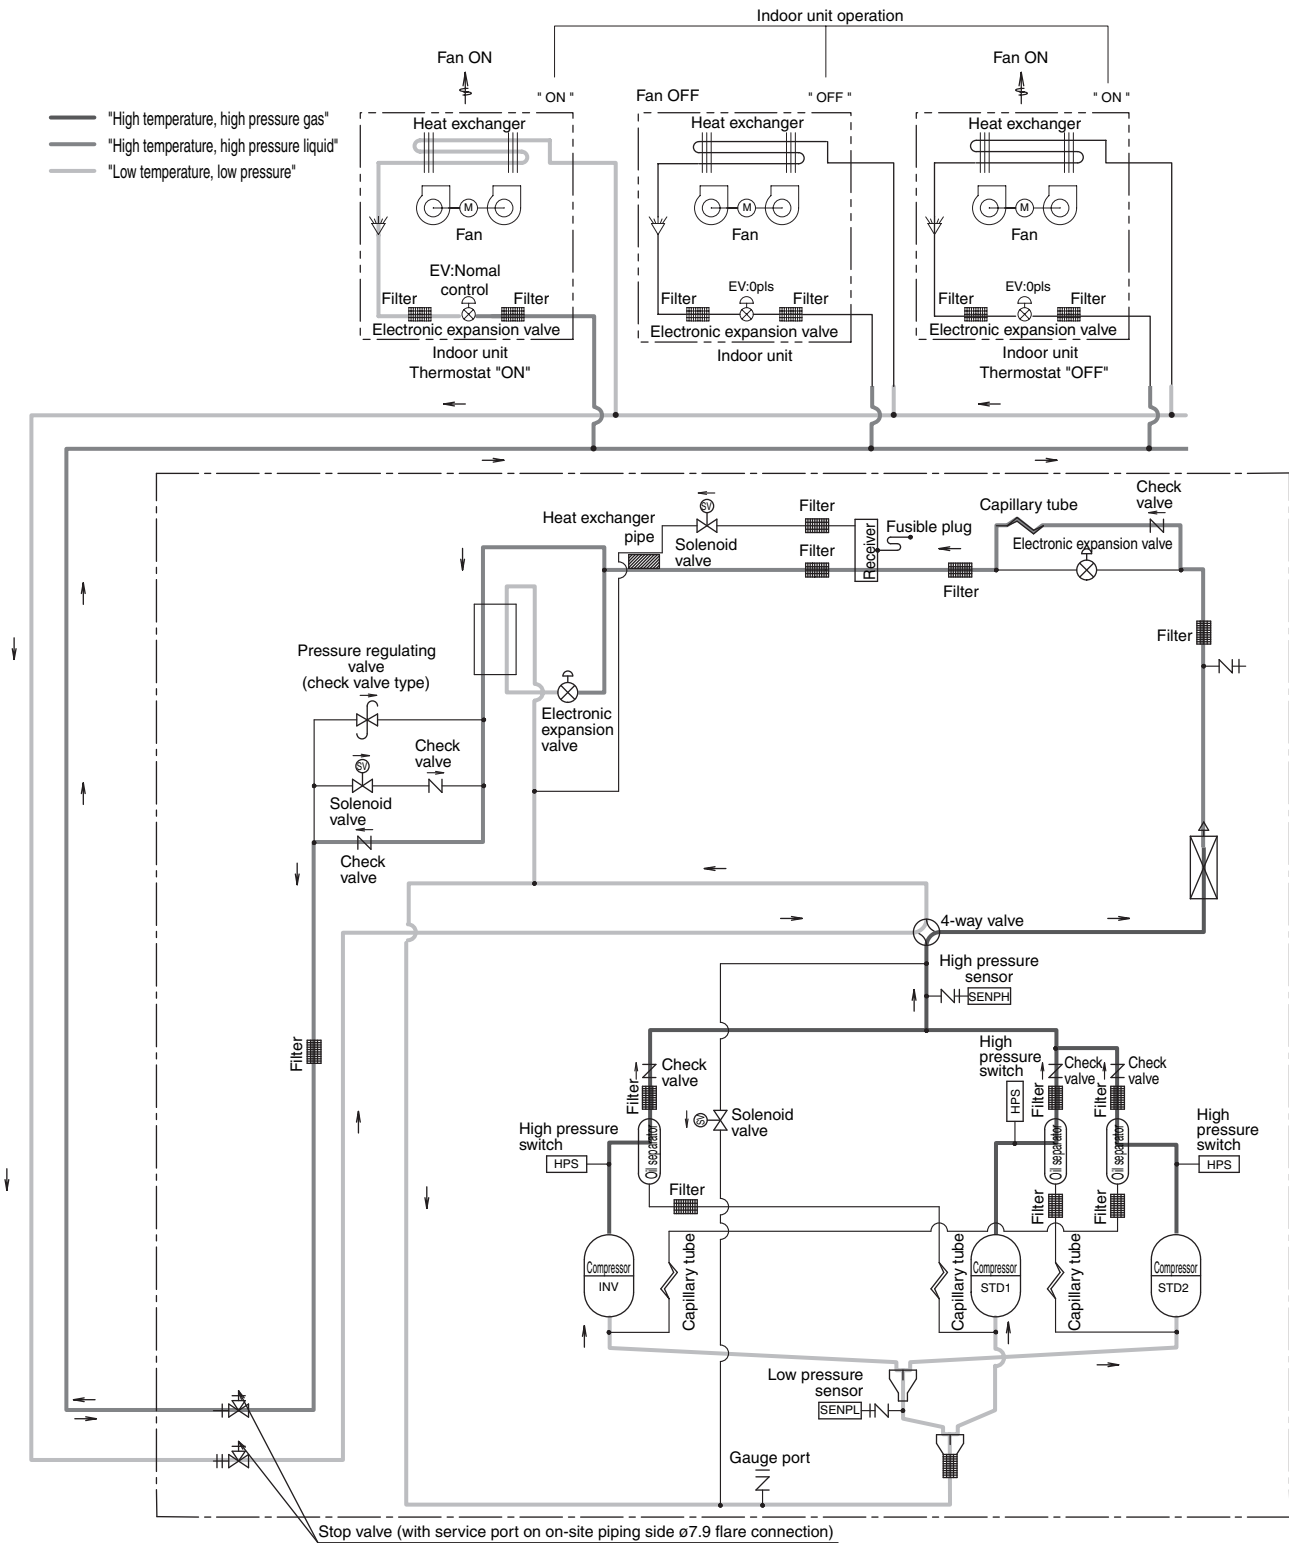 Indoor unit operation
Fan ON
" ON "
Fan OFF
" OFF "
Fan ON
" ON "
"High temperature, high pressure gas"
"High temperature, high pressure liquid"
"Low temperature, low pressure"
Heat exchanger
M
Fan
EV:Nomal
control
Filter
Filter
Electronic expansion valve
Indoor unit
Thermostat "ON"
Heat exchanger
M
Fan
EV:0pls
Filter
Filter
Electronic expansion valve
Indoor unit
Heat exchanger
M
Fan
EV:0pls
Filter
Filter
Electronic expansion valve
Indoor unit
Thermostat "OFF"
Heat exchanger
pipe
SV
Solenoid
valve
Filter
Filter
Receiver
Fusible plug
Filter
Capillary tube
Check
valve
Electronic expansion valve
Filter
Pressure regulating
valve
(check valve type)
SV
Solenoid
valve
Check
valve
Check
valve
Electronic
expansion
valve
4-way valve
High pressure
sensor
SENPH
Filter
Check
valve
Filter
High pressure
switch
HPS
Oil separator
Filter
SV
Solenoid
valve
High
pressure
switch
HPS
Check
valve
Filter
Oil separator
Filter
Check
valve
Filter
Oil separator
Filter
High
pressure
switch
HPS
Compressor
INV
Capillary tube
Capillary tube
Compressor
STD1
Capillary tube
Compressor
STD2
Low pressure
sensor
SENPL
Gauge port
Stop valve (with service port on on-site piping side ø7.9 flare connection)